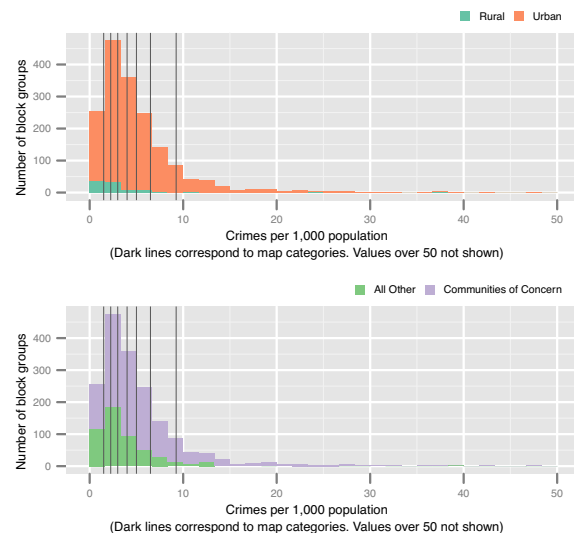 Rural Urban
Number of block groups
400
300
200
100
0
0 10 20 30 40 50
Crimes per 1,000 population
(Dark lines correspond to map categories. Values over 50 not shown)
All Other Communities of Concern
Number of block groups
400
300
200
100
0
0 10 20 30 40 50
Crimes per 1,000 population
(Dark lines correspond to map categories. Values over 50 not shown)